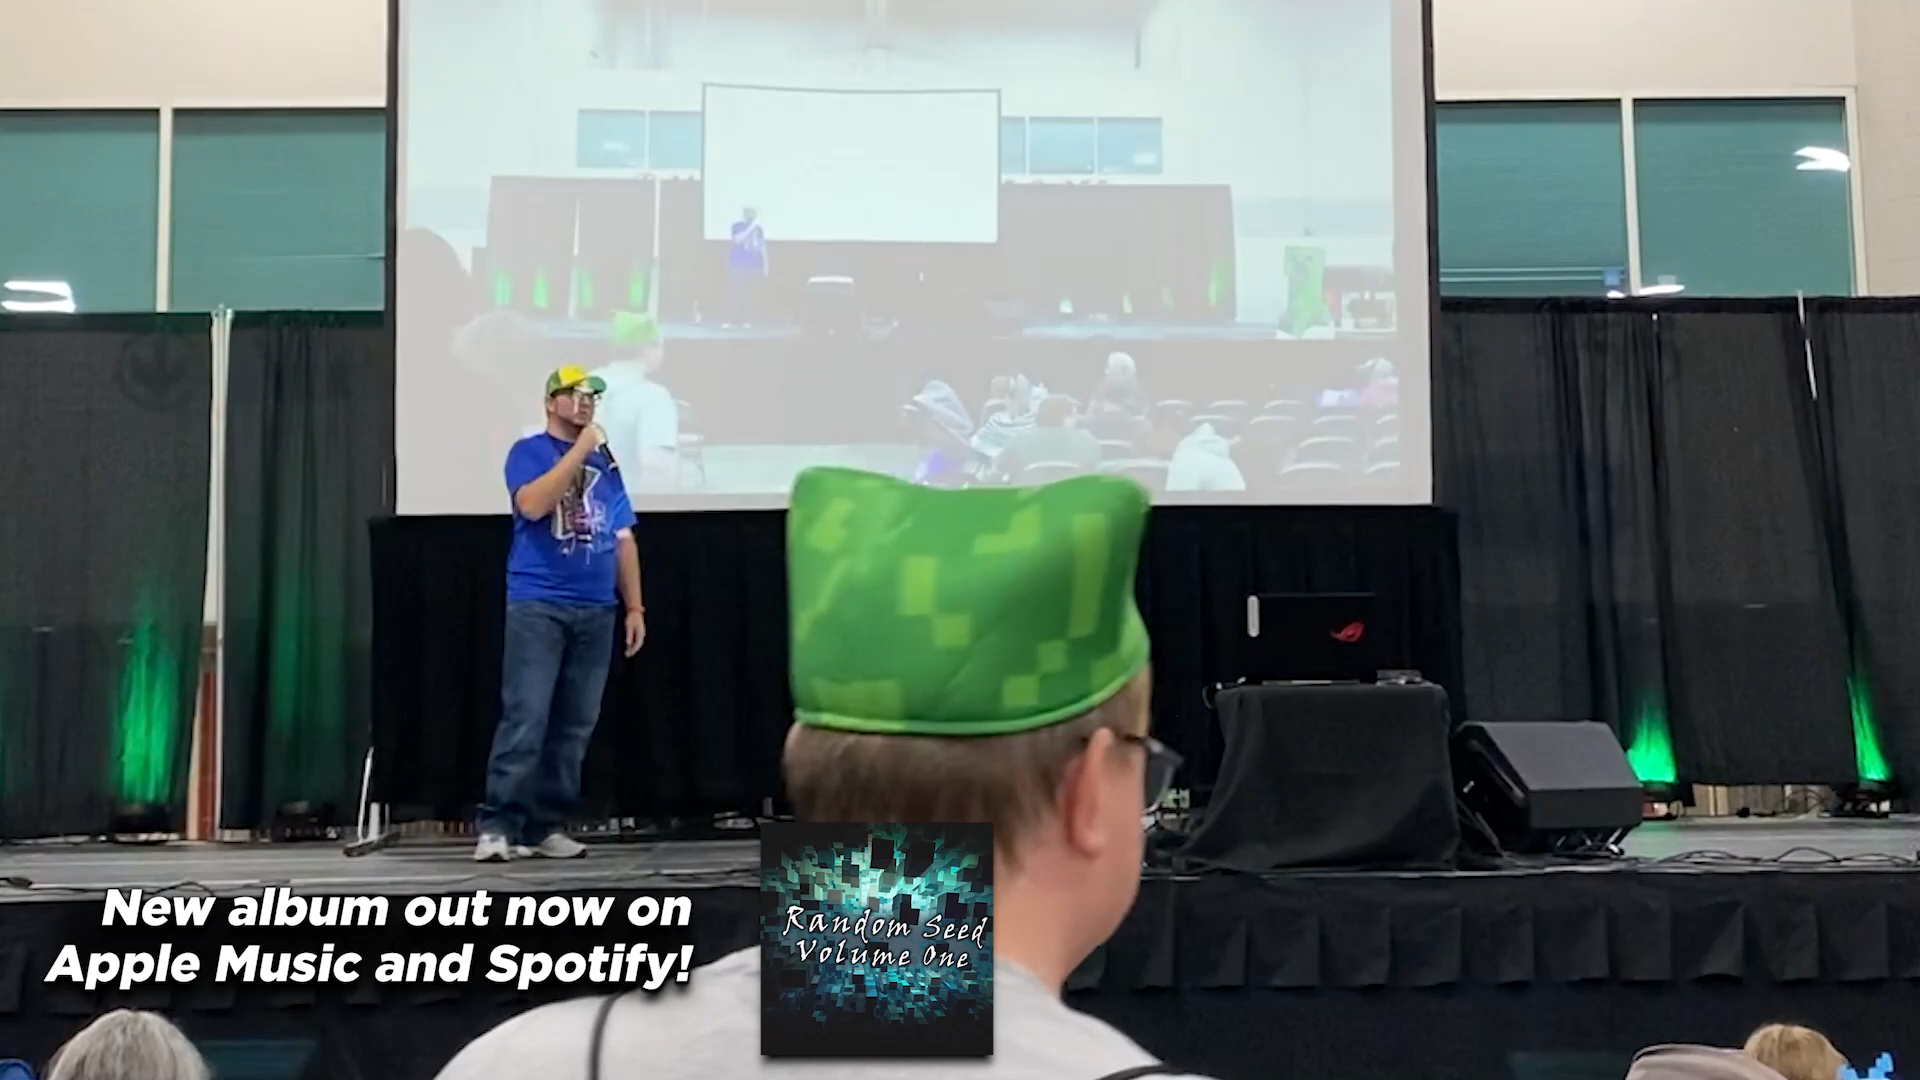 New album out now on
Apple Music and Spotify!
Random Seed
Volume One